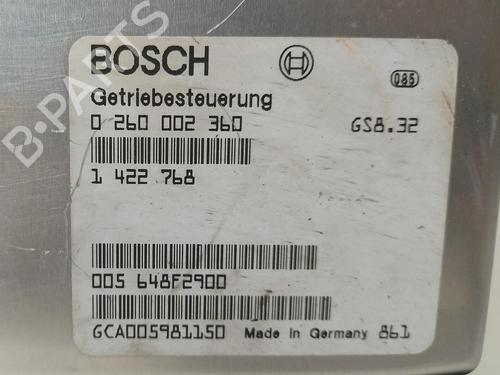 BOSCH
085
Getriebesteuerung
0 260 002 360 GS8.32
1 422 768
005 648F2900
GCA005981150 Made in Germany 861
B-PARTS